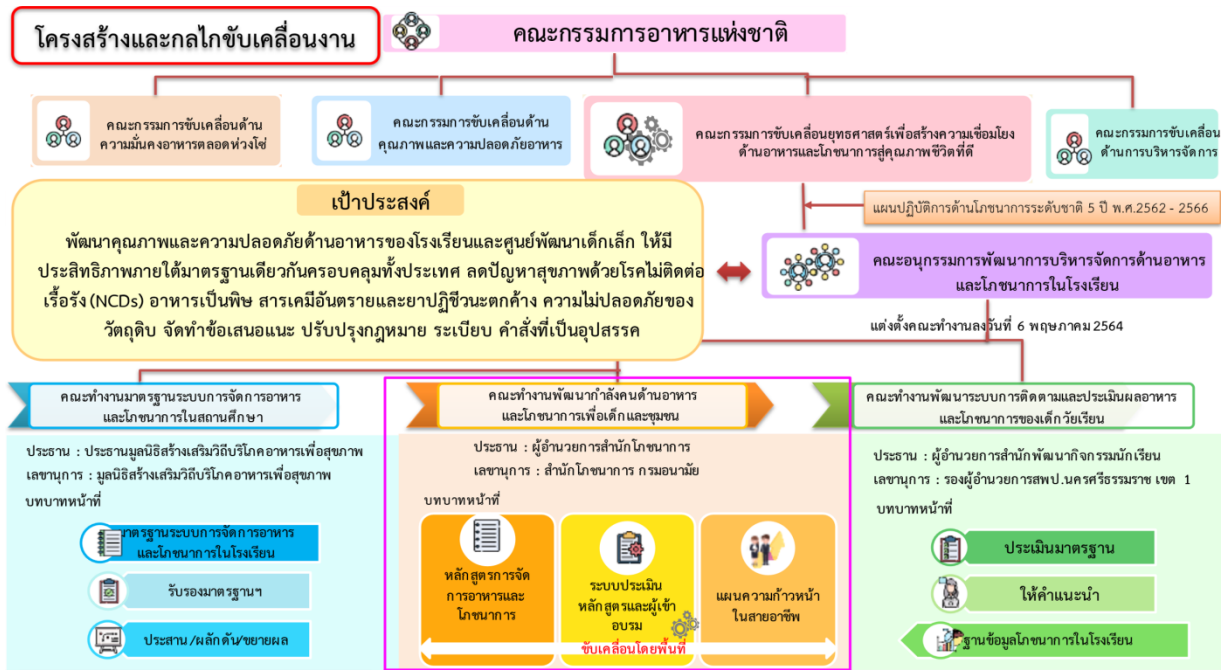 โครงสร้างและกลไกขับเคลื่อนงาน
คณะกรรมการอาหารแห่งชาติ
คณะกรรมการขับเคลื่อนด้าน
ความมั่นคงอาหารตลอดห่วงโซ่
คณะกรรมการขับเคลื่อนด้าน
คุณภาพและความปลอดภัยอาหาร
คณะกรรมการขับเคลื่อนยุทธศาสตร์เพื่อสร้างความเชื่อมโยง
ด้านอาหารและโภชนาการสู่คุณภาพชีวิตที่ดี
คณะกรรมการขับเคลื่อน
ด้านการบริหารจัดการ
เป้าประสงค์
พัฒนาคุณภาพและความปลอดภัยด้านอาหารของโรงเรียนและศูนย์พัฒนาเด็กเล็ก ให้มี
ประสิทธิภาพภายใต้มาตรฐานเดียวกันครอบคลุมทั้งประเทศ ลดปัญหาสุขภาพด้วยโรคไม่ติดต่อ
เรื้อรัง (NCDs) อาหารเป็นพิษ สารเคมีอันตรายและยาปฏิชีวนะตกค้าง ความไม่ปลอดภัยของ
วัตถุดิบ จัดทำข้อเสนอแนะ ปรับปรุงกฎหมาย ระเบียบ คำสั่งที่เป็นอุปสรรค
แผนปฏิบัติการด้านโภชนาการระดับชาติ 5 ปี พ.ศ.2562 - 2566
คณะอนุกรรมการพัฒนาการบริหารจัดการด้านอาหาร
และโภชนาการในโรงเรียน
แต่งตั้งคณะทำงานลงวันที่ 6 พฤษภาคม 2564
คณะทำงานมาตรฐานระบบการจัดการอาหาร
และโภชนาการในสถานศึกษา
ประธาน : ประธานมูลนิธิสร้างเสริมวิถีบริโภคอาหารเพื่อสุขภาพ
เลขานุการ : มูลนิธิสร้างเสริมวิถีบริโภคอาหารเพื่อสุขภาพ
บทบาทหน้าที่
มาตรฐานระบบการจัดการอาหาร
และโภชนาการในโรงเรียน
รับรองมาตรฐานฯ
ประสาน/ผลักดัน/ขยายผล
คณะทำงานพัฒนากำลังคนด้านอาหาร
และโภชนาการเพื่อเด็กและชุมชน
ประธาน : ผู้อำนวยการสำนักโภชนาการ
เลขานุการ : สำนักโภชนาการ กรมอนามัย
บทบาทหน้าที่
หลักสูตรการจัด
การอาหารและ
โภชนาการ
ระบบประเมิน
หลักสูตรและผู้เข้า
อบรม
แผนความก้าวหน้า
ในสายอาชีพ
ขับเคลื่อนโดยพื้นที่
คณะทำงานพัฒนาระบบการติดตามและประเมินผลอาหาร
และโภชนาการของเด็กวัยเรียน
ประธาน : ผู้อำนวยการสำนักพัฒนากิจกรรมนักเรียน
เลขานุการ : รองผู้อำนวยการสพป.นครศรีธรรมราช เขต 1
บทบาทหน้าที่
ประเมินมาตรฐาน
ให้คำแนะนำ
ฐานข้อมูลโภชนาการในโรงเรียน